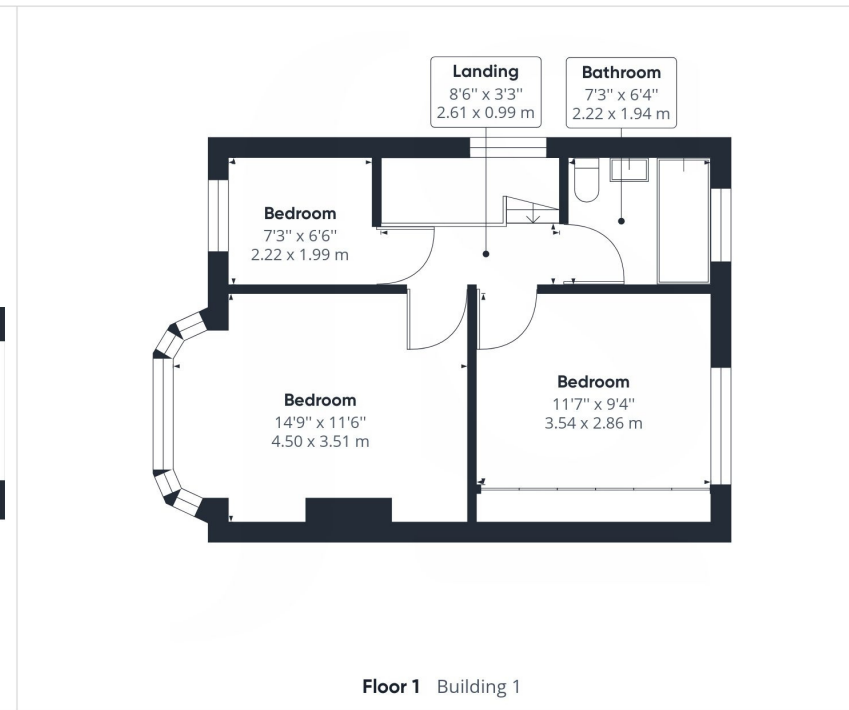 Landing
8'6" x 3'3"
2.61 x 0.99 m
Bathroom
7'3" x 6'4"
2.22 x 1.94 m
Bedroom
7'3" x 6'6"
2.22 x 1.99 m
Bedroom
14'9" x 11'6"
4.50 x 3.51 m
Bedroom
11'7" x 9'4"
3.54 x 2.86 m
Floor 1 Building 1